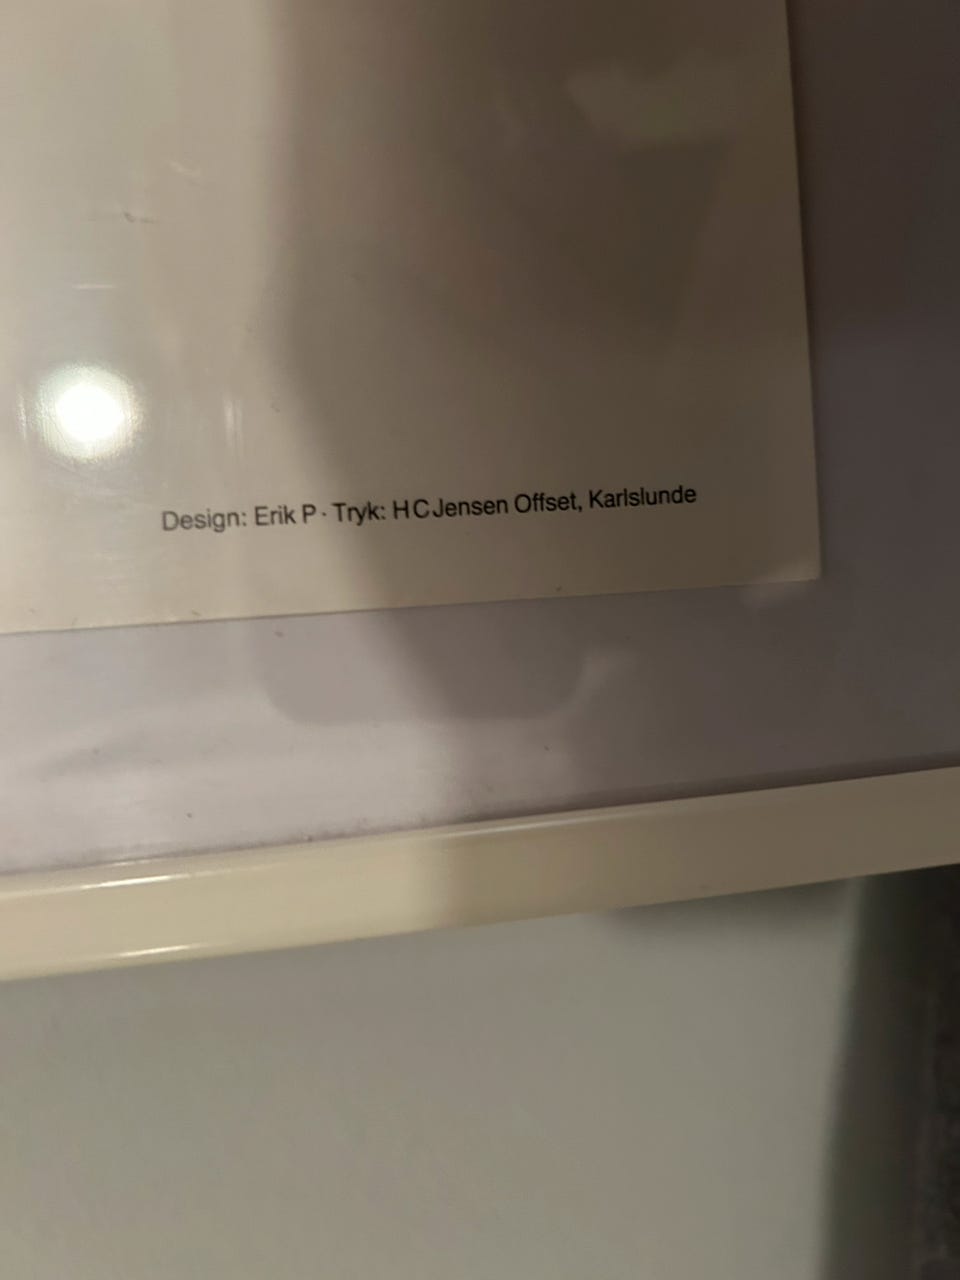 Design: Erik P · Tryk: H C Jensen Offset, Karlslunde